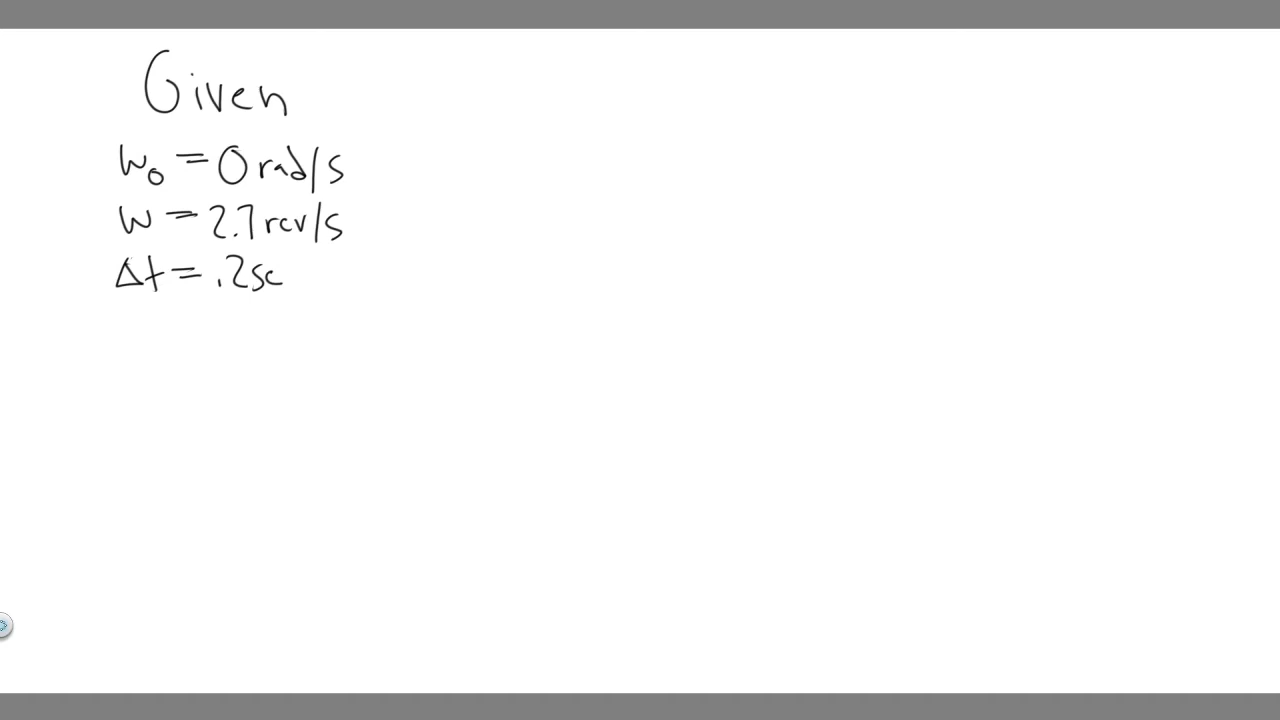 Given
w₀ = 0 rad/s
w = 2.7 rev/s
Δt = .2sc